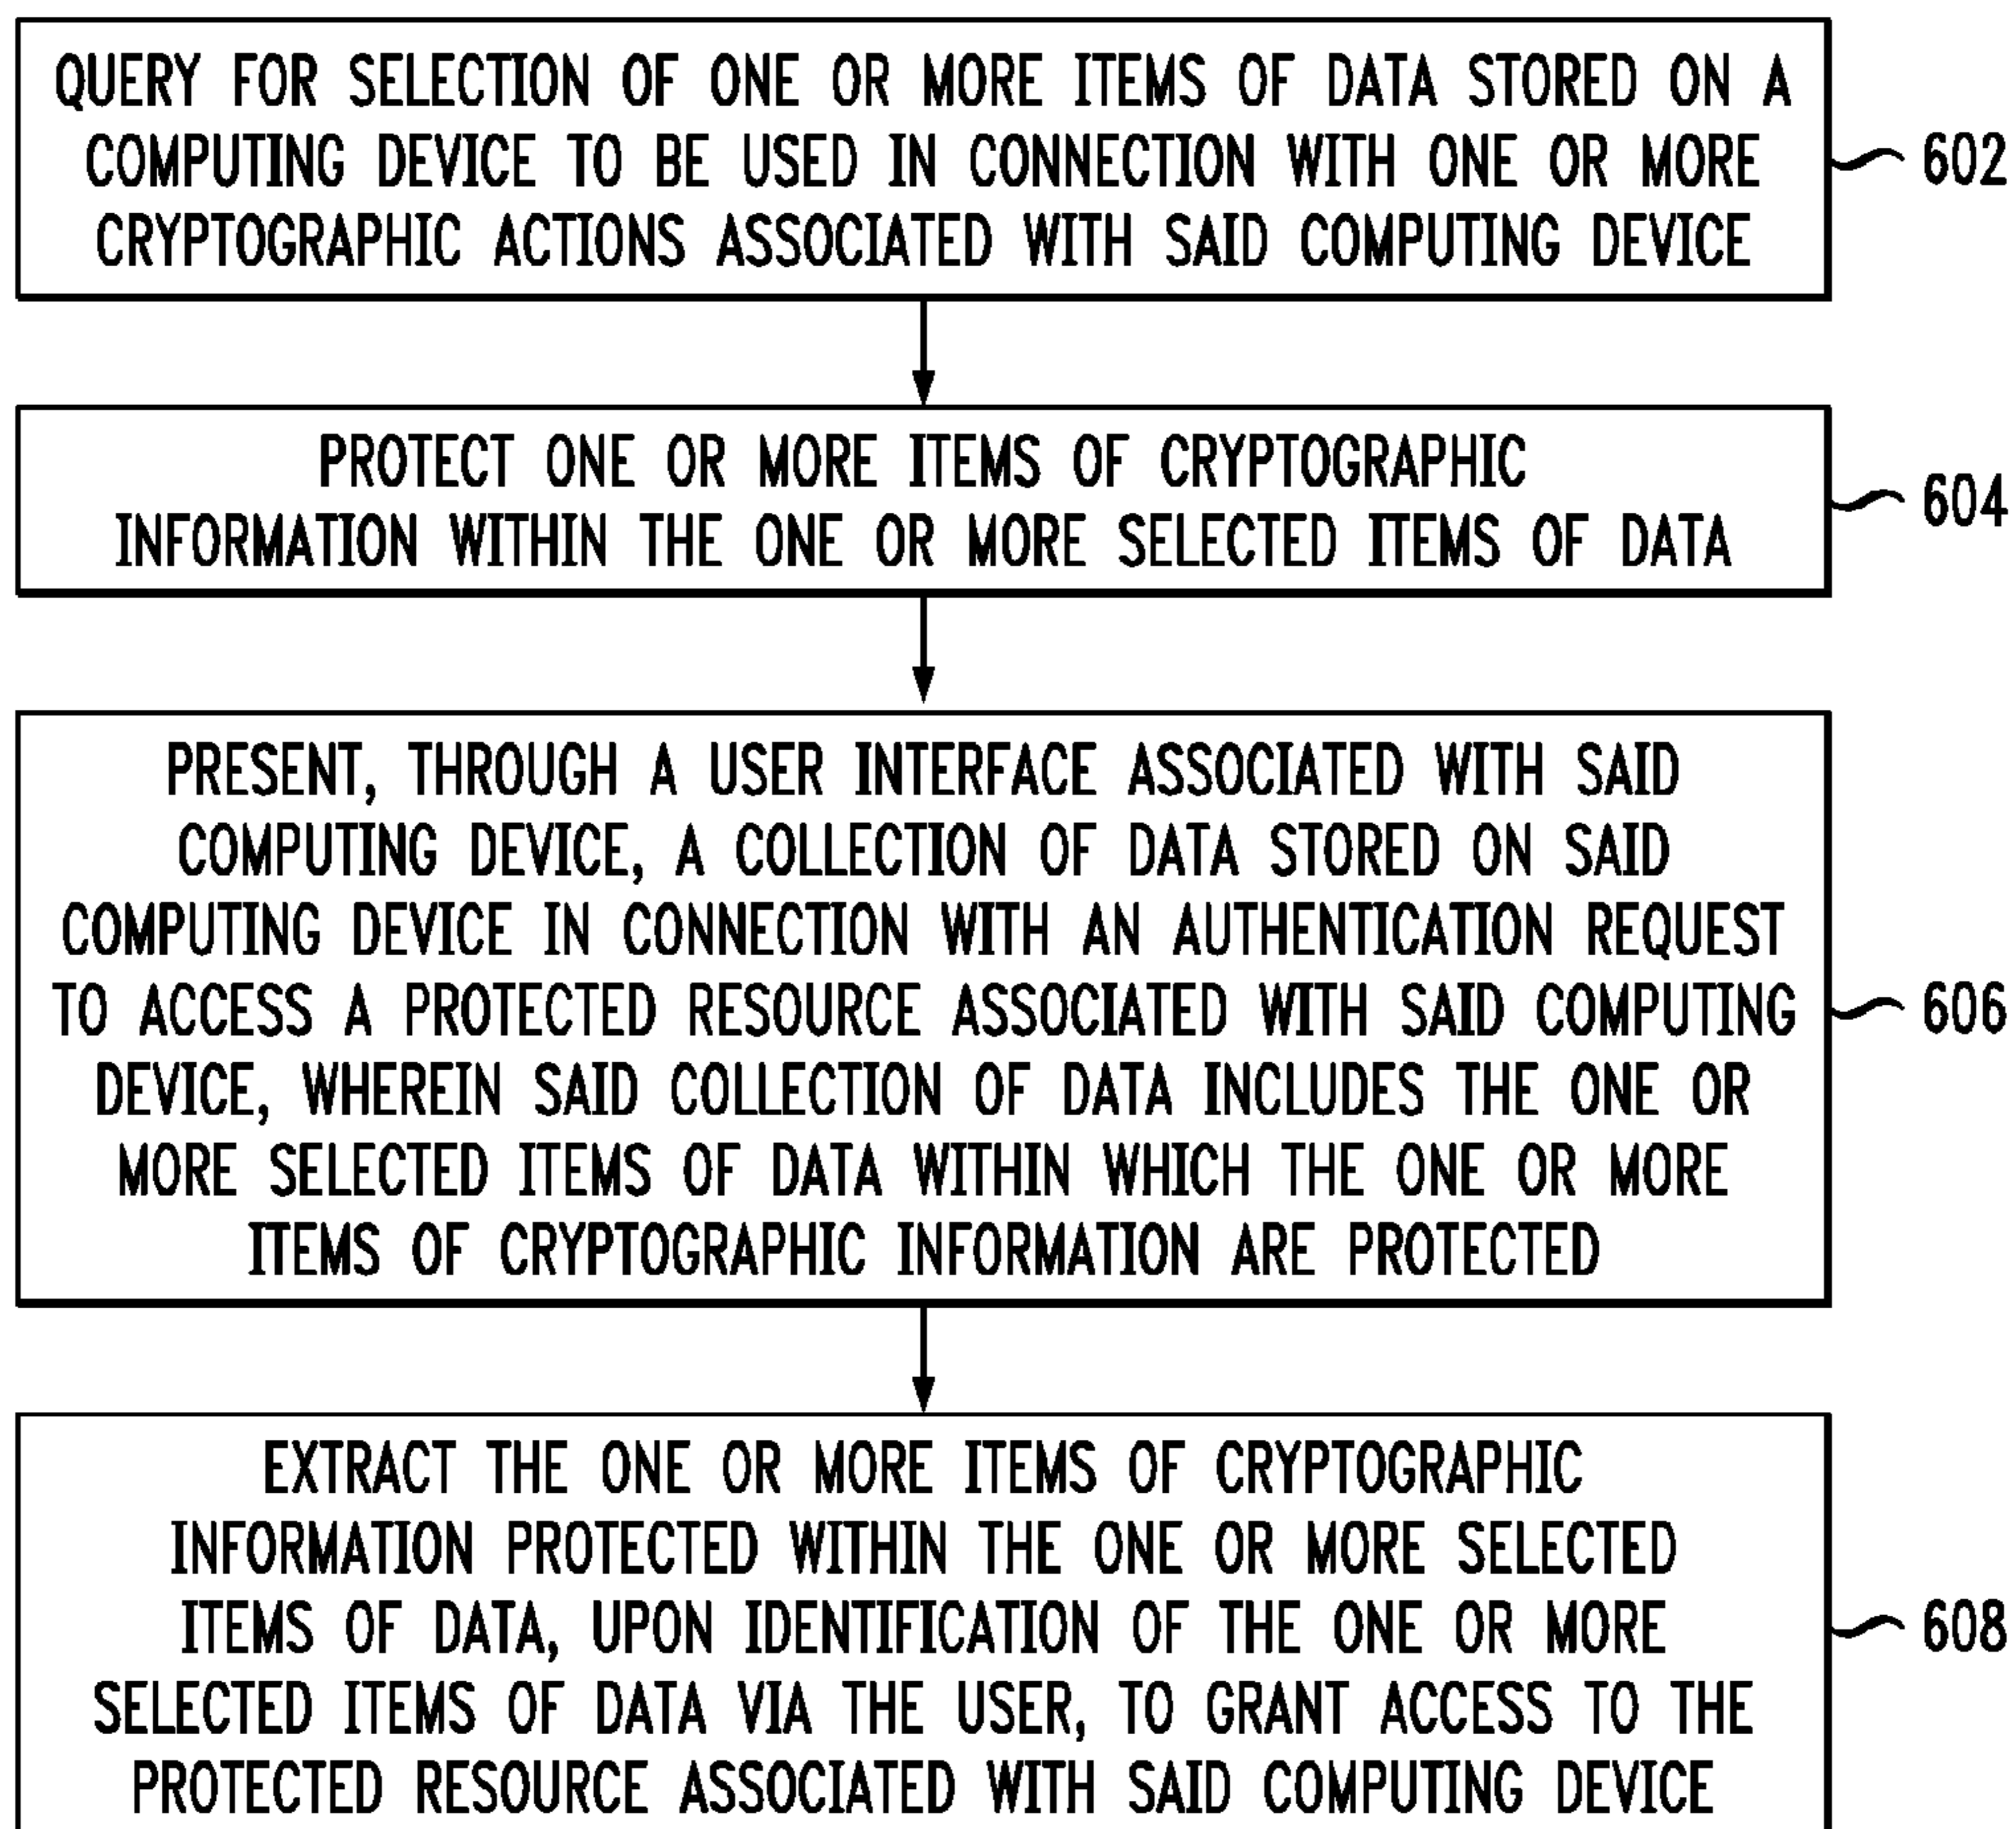 QUERY FOR SELECTION OF ONE OR MORE ITEMS OF DATA STORED ON A
COMPUTING DEVICE TO BE USED IN CONNECTION WITH ONE OR MORE
CRYPTOGRAPHIC ACTIONS ASSOCIATED WITH SAID COMPUTING DEVICE
602
PROTECT ONE OR MORE ITEMS OF CRYPTOGRAPHIC
INFORMATION WITHIN THE ONE OR MORE SELECTED ITEMS OF DATA
604
PRESENT, THROUGH A USER INTERFACE ASSOCIATED WITH SAID
COMPUTING DEVICE, A COLLECTION OF DATA STORED ON SAID
COMPUTING DEVICE IN CONNECTION WITH AN AUTHENTICATION REQUEST
TO ACCESS A PROTECTED RESOURCE ASSOCIATED WITH SAID COMPUTING
DEVICE, WHEREIN SAID COLLECTION OF DATA INCLUDES THE ONE OR
MORE SELECTED ITEMS OF DATA WITHIN WHICH THE ONE OR MORE
ITEMS OF CRYPTOGRAPHIC INFORMATION ARE PROTECTED
606
EXTRACT THE ONE OR MORE ITEMS OF CRYPTOGRAPHIC
INFORMATION PROTECTED WITHIN THE ONE OR MORE SELECTED
ITEMS OF DATA, UPON IDENTIFICATION OF THE ONE OR MORE
SELECTED ITEMS OF DATA VIA THE USER, TO GRANT ACCESS TO THE
PROTECTED RESOURCE ASSOCIATED WITH SAID COMPUTING DEVICE
608